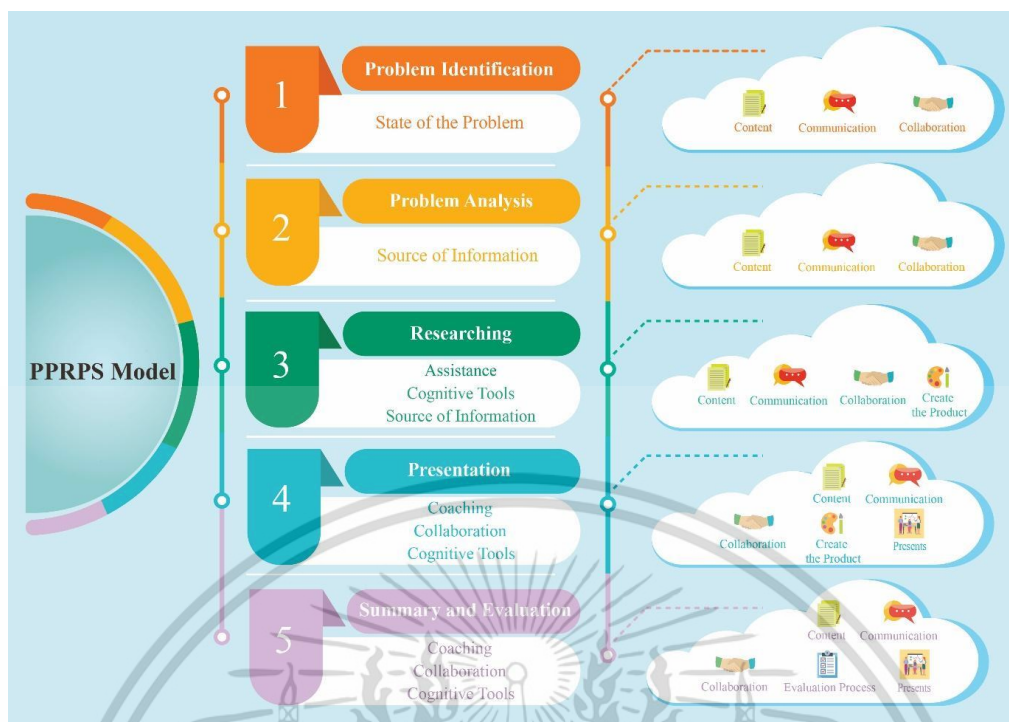 PPRPS Model
1
Problem Identification
State of the Problem
Content Communication Collaboration
2
Problem Analysis
Source of Information
Content Communication Collaboration
3
Researching
Assistance
Cognitive Tools
Source of Information
Content Communication Collaboration Create
the Product
4
Presentation
Coaching
Collaboration
Cognitive Tools
Content Communication
Collaboration Create Presents
the Product
5
Summary and Evaluation
Coaching
Collaboration
Cognitive Tools
Content Communication
Collaboration Evaluation Process Presents